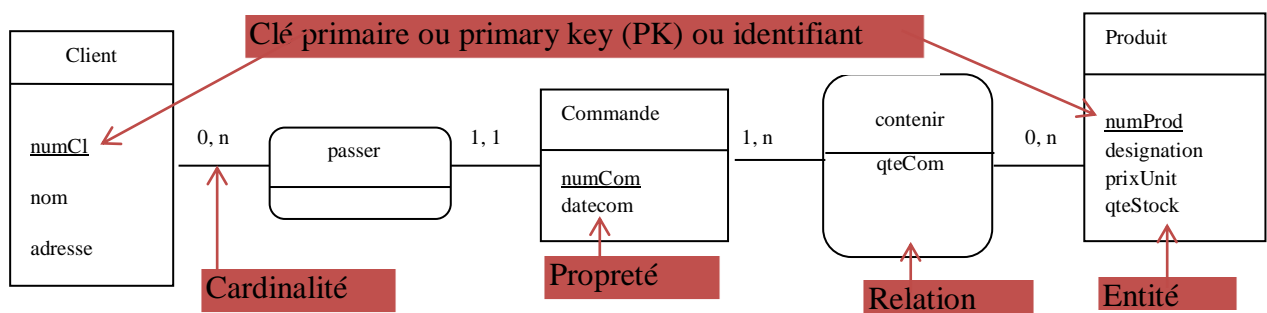 Clé primaire ou primary key (PK) ou identifiant
Client
numCl
nom
adresse
0, n
passer
1, 1
Cardinalité
Commande
numCom
datecom
Propreté
1, n
contenir
qteCom
Relation
0, n
Produit
numProd
designation
prixUnit
qteStock
Entité